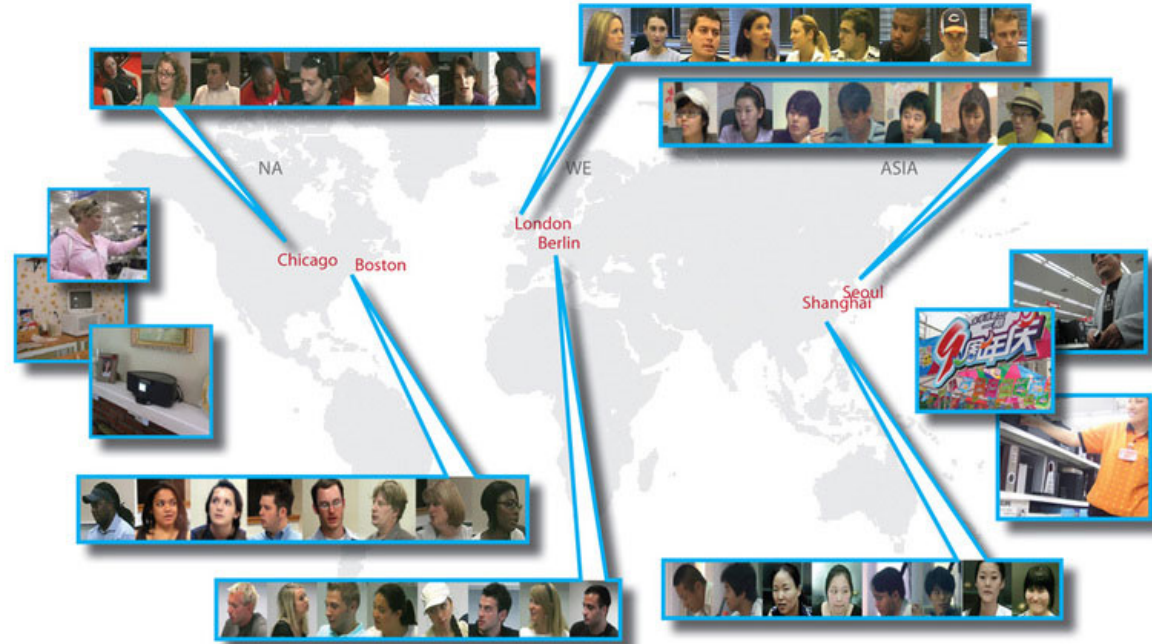 NA
WE
ASIA
London
Berlin
Chicago
Boston
Seoul
Shanghai
9周年庆